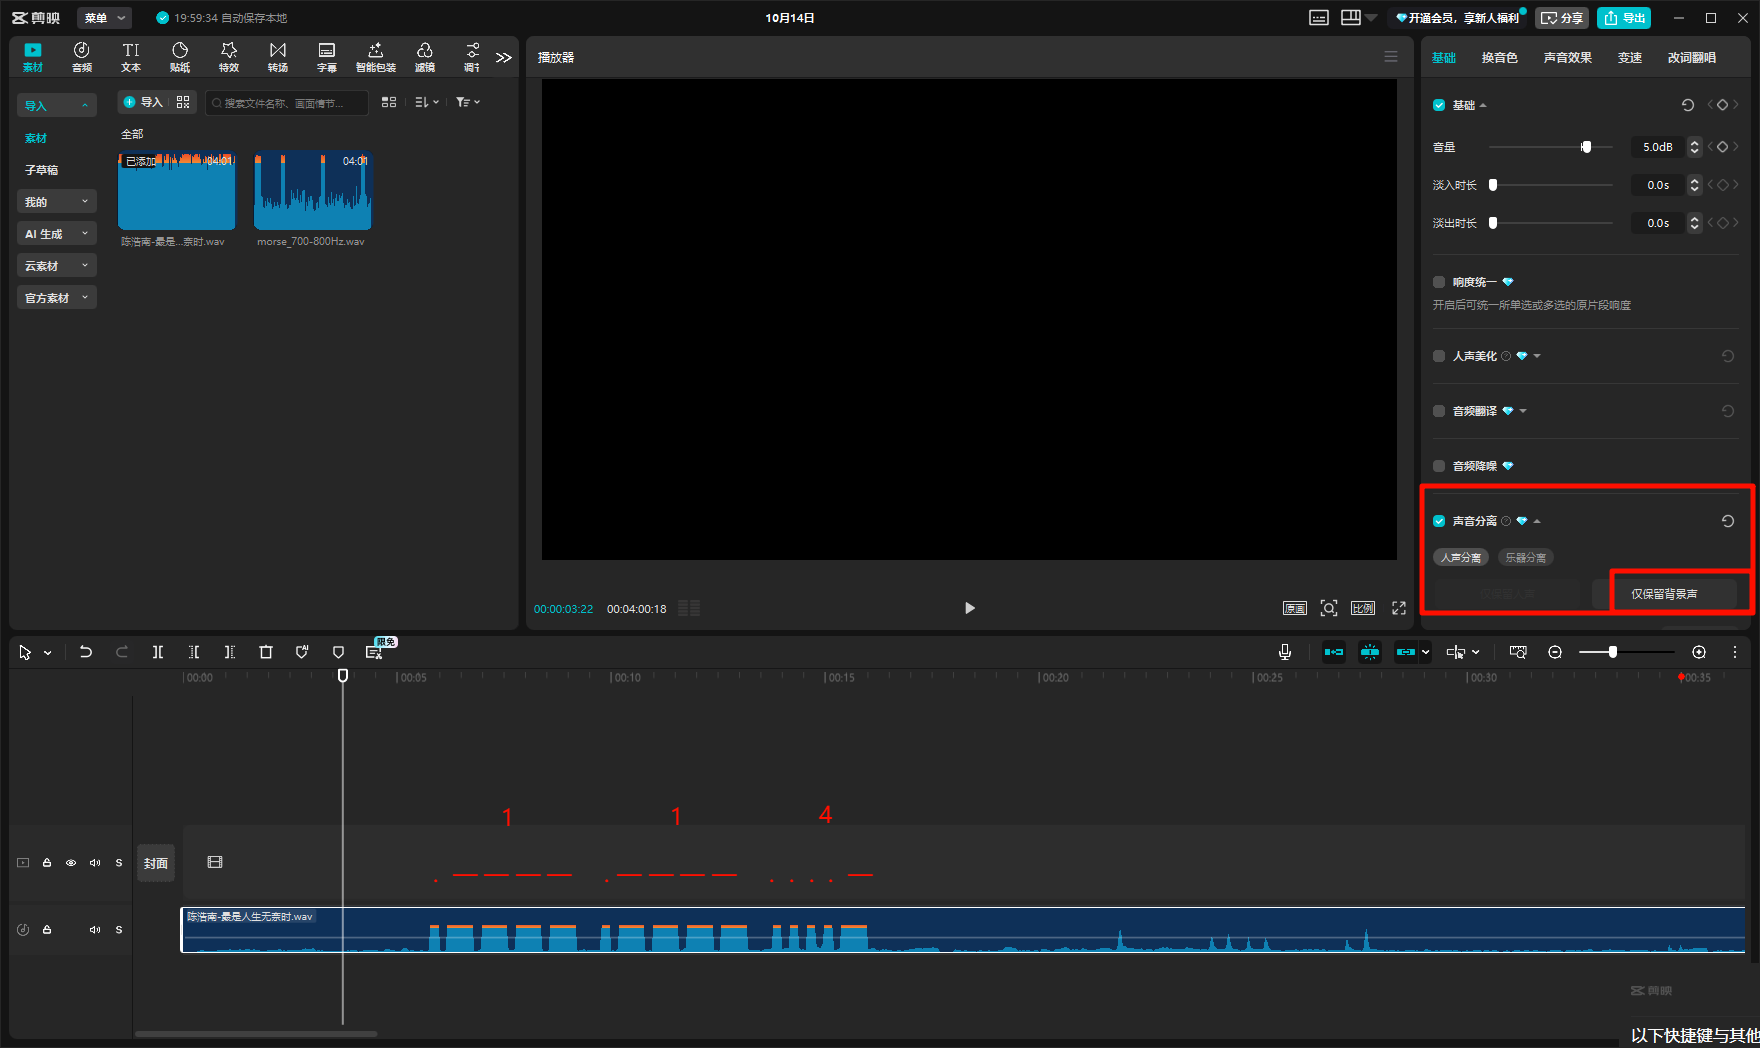 剪映
菜单
19:59:34 自动保存本地
10月14日
开通会员，享新人福利
分享
导出
素材
音频
文本
贴纸
特效
转场
字幕
智能包装
滤镜
调节
播放器
基础
换音色
声音效果
变速
改词翻唱
导入
素材
子草稿
我的
AI 生成
云素材
官方素材
导入
搜索文件名称、画面情节...
全部
已添加
04:01
04:01
陈浩南-最是...奈时.wav
morse_700-800Hz.wav
基础
音量
5.0dB
淡入时长
0.0s
淡出时长
0.0s
响度统一
开启后可统一所单选或多选的原片段响度
人声美化
音频翻译
音频降噪
声音分离
人声分离
乐器分离
仅保留人声
仅保留背景声
00:00:03:22
00:04:00:18
原画
比例
限免
00:00
00:05
00:10
00:15
00:20
00:25
00:30
00:35
1
1
4
S
封面
. — — — —
. — — — —
. . . . —
S
陈浩南-最是人生无奈时.wav
剪映
以下快捷键与其他